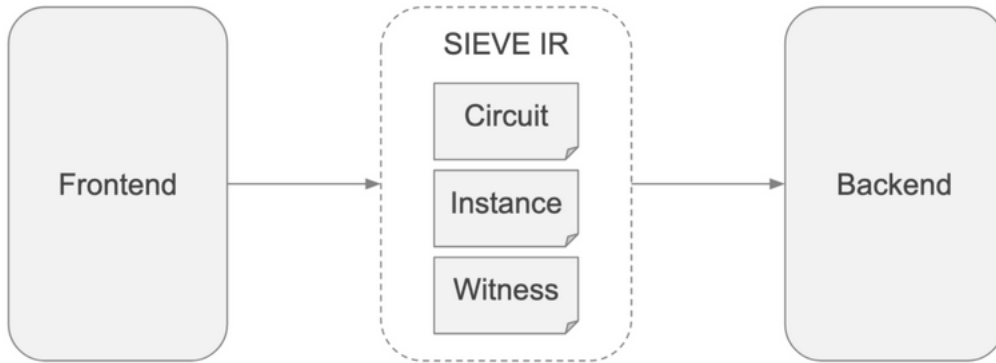 SIEVE IR
Circuit
Frontend
Instance
Backend
Witness